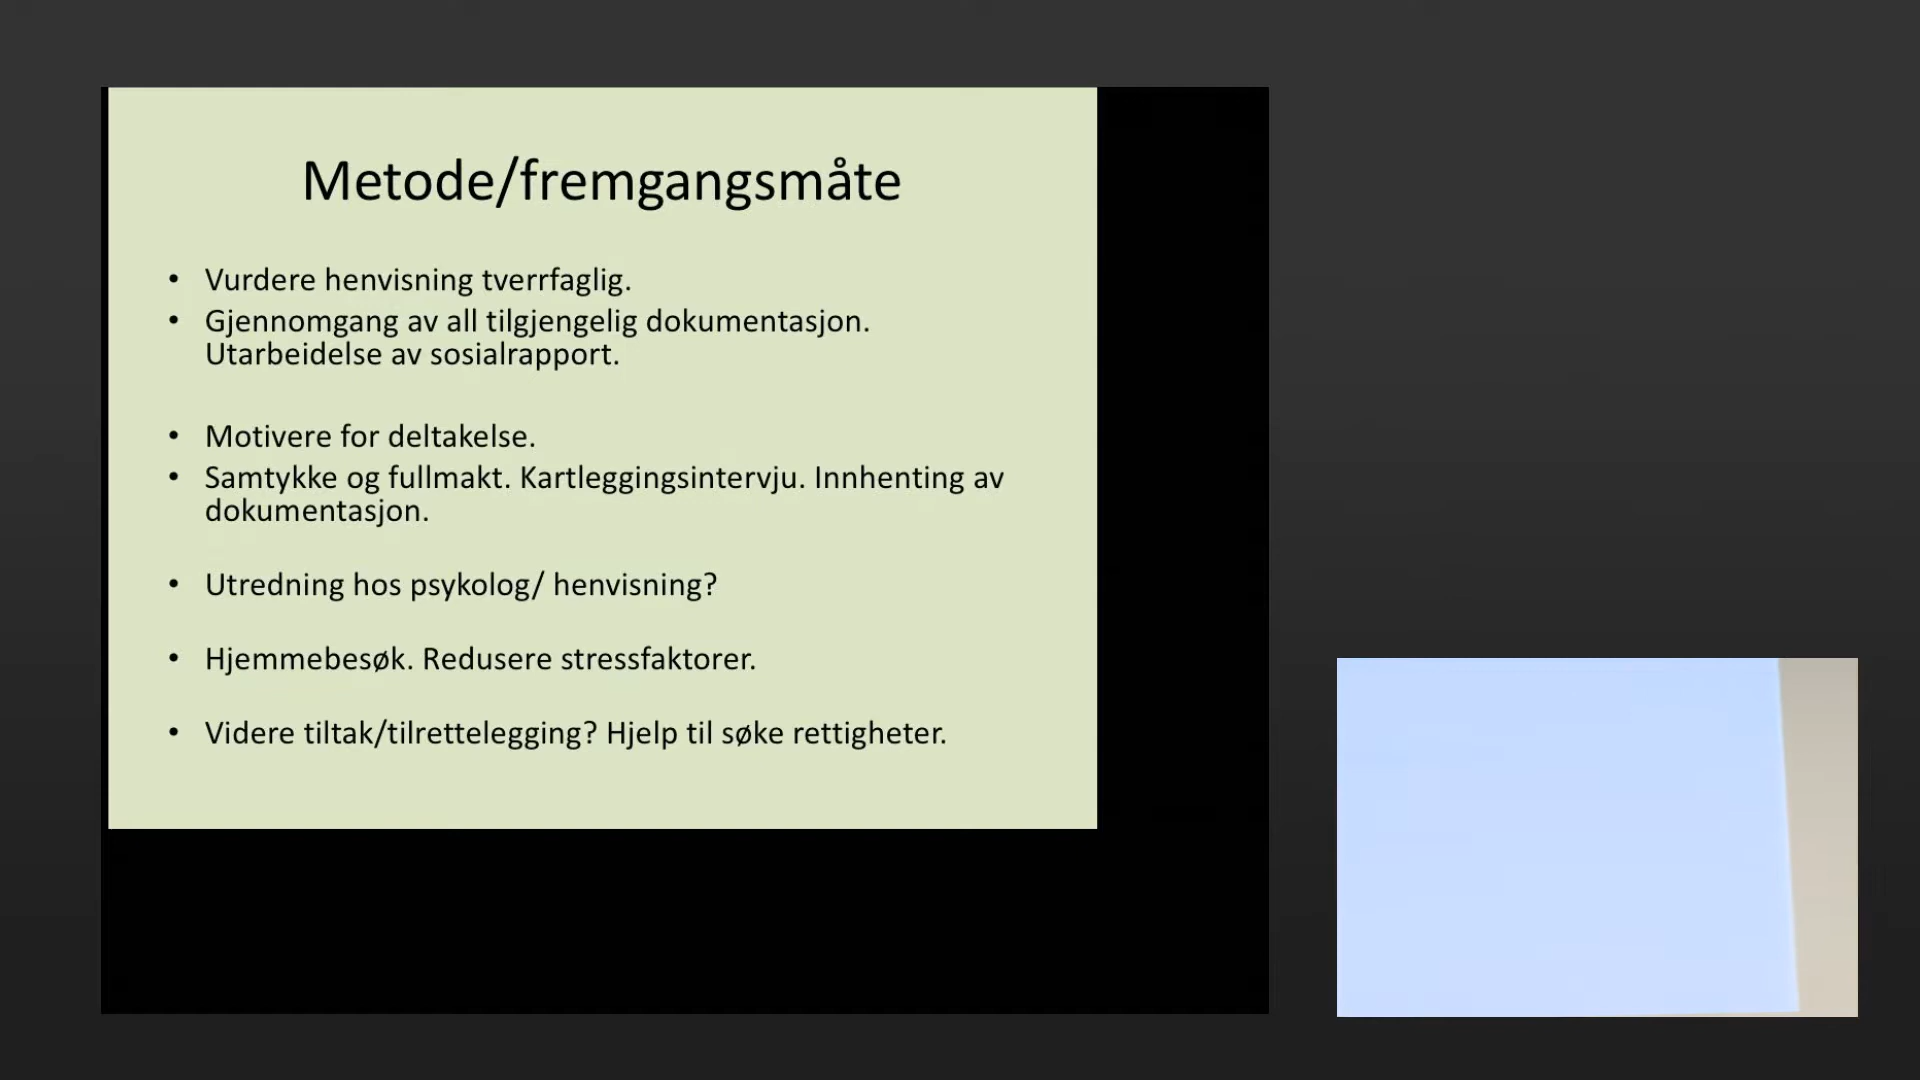 Metode/fremgangsmåte
• Vurdere henvisning tverrfaglig.
• Gjennomgang av all tilgjengelig dokumentasjon.
Utarbeidelse av sosialrapport.
• Motivere for deltakelse.
• Samtykke og fullmakt. Kartleggingsintervju. Innhenting av
dokumentasjon.
• Utredning hos psykolog/ henvisning?
• Hjemmebesøk. Redusere stressfaktorer.
• Videre tiltak/tilrettelegging? Hjelp til søke rettigheter.